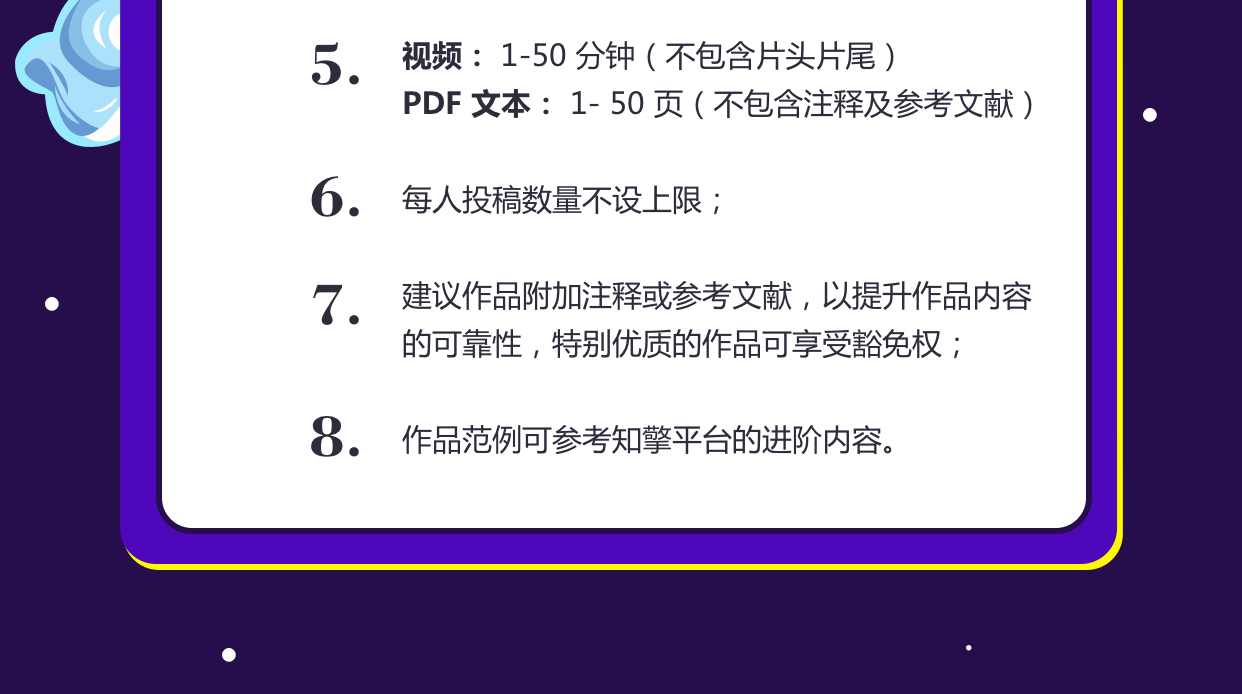 5. 视频： 1-50 分钟（不包含片头片尾）
PDF 文本： 1- 50 页（不包含注释及参考文献）
6. 每人投稿数量不设上限；
7. 建议作品附加注释或参考文献，以提升作品内容
的可靠性，特别优质的作品可享受豁免权；
8. 作品范例可参考知擎平台的进阶内容。